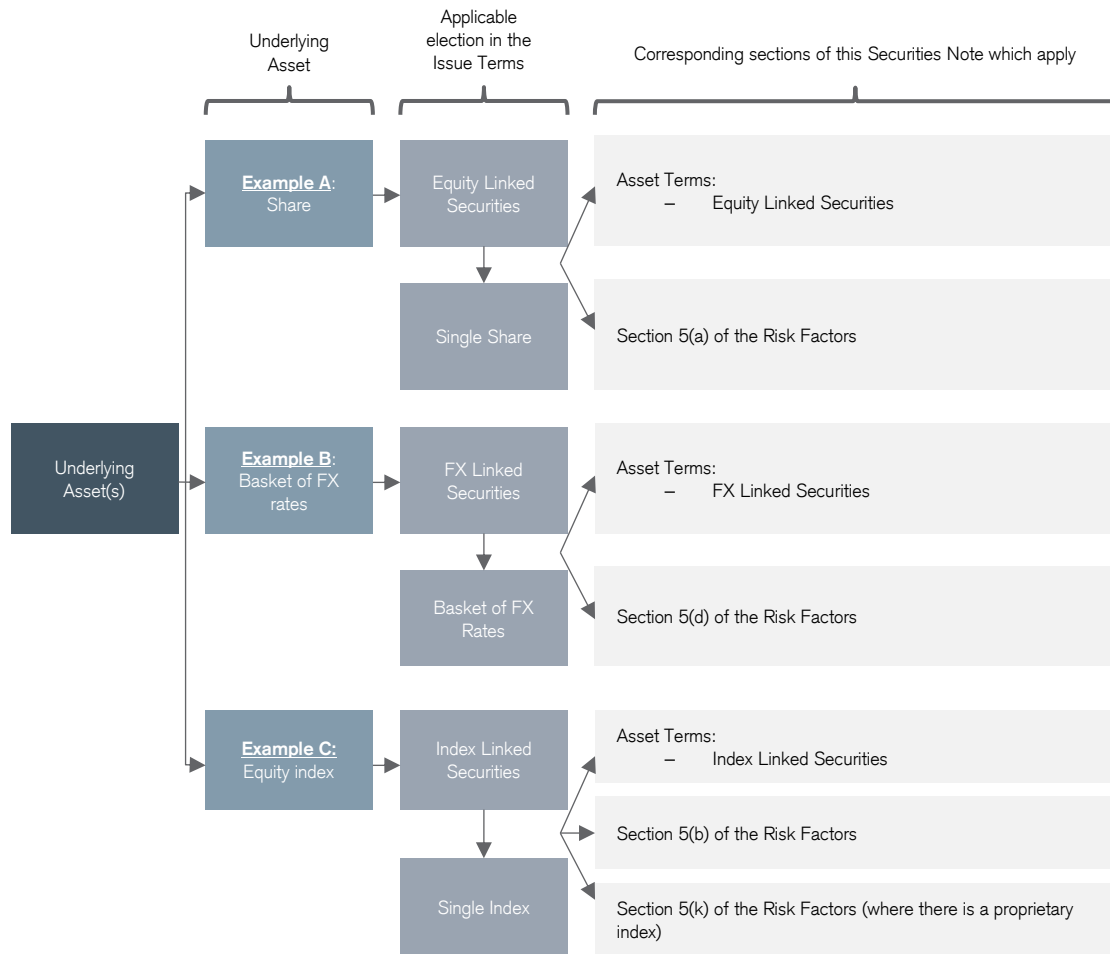 Underlying
Asset
Applicable
election in the
Issue Terms
Corresponding sections of this Securities Note which apply
Example A:
Share
Equity Linked
Securities
Asset Terms:
– Equity Linked Securities
Single Share
Section 5(a) of the Risk Factors
Underlying
Asset(s)
Example B:
Basket of FX
rates
FX Linked
Securities
Asset Terms:
– FX Linked Securities
Basket of FX
Rates
Section 5(d) of the Risk Factors
Example C:
Equity index
Index Linked
Securities
Asset Terms:
– Index Linked Securities
Section 5(b) of the Risk Factors
Single Index
Section 5(k) of the Risk Factors (where there is a proprietary
index)